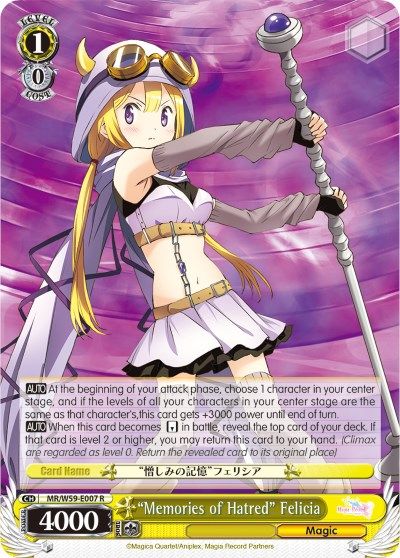 LEVEL
1
0
COST
[AUTO] At the beginning of your attack phase, choose 1 character in your center
stage, and if the levels of all your characters in your center stage are the
same as that character's,this card gets +3000 power until end of turn.
[AUTO] When this card becomes [▼] in battle, reveal the top card of your deck. If
that card is level 2 or higher, you may return this card to your hand. (Climax
are regarded as level 0. Return the revealed card to its original place)
Card Name “憎しみの記憶”フェリシア
CH MR/W59-E007 R
“Memories of Hatred” Felicia
POWER 4000 SOUL
Magic
©Magica Quartet/Aniplex, Magia Record Partners